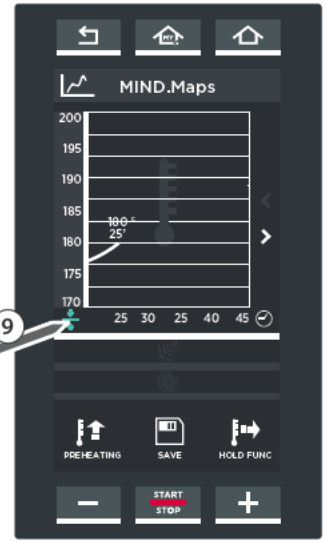 MY
MIND.Maps
200
195
190
185
180 °
25'
180
175
170
25 30 25 40 45
9
PREHEATING SAVE HOLD FUNC
START
STOP